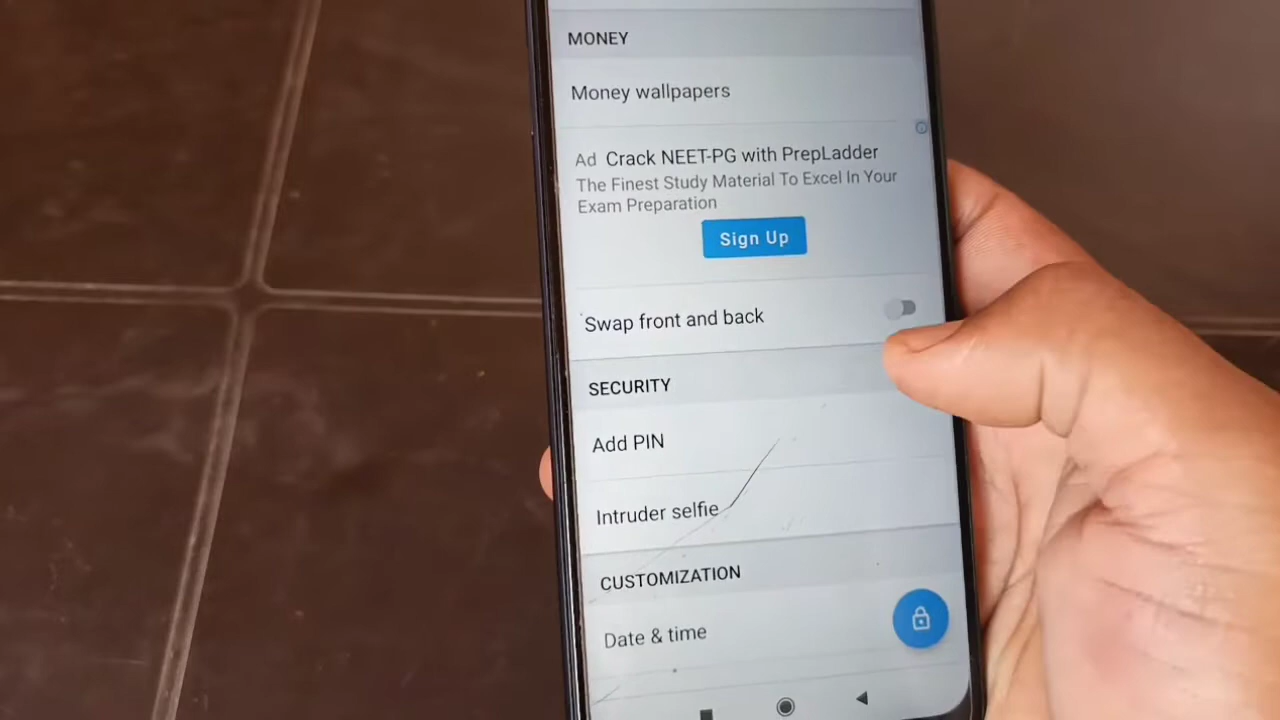 MONEY
Money wallpapers
Ad Crack NEET-PG with PrepLadder
The Finest Study Material To Excel In Your
Exam Preparation
Sign Up
Swap front and back
SECURITY
Add PIN
Intruder selfie
CUSTOMIZATION
Date & time